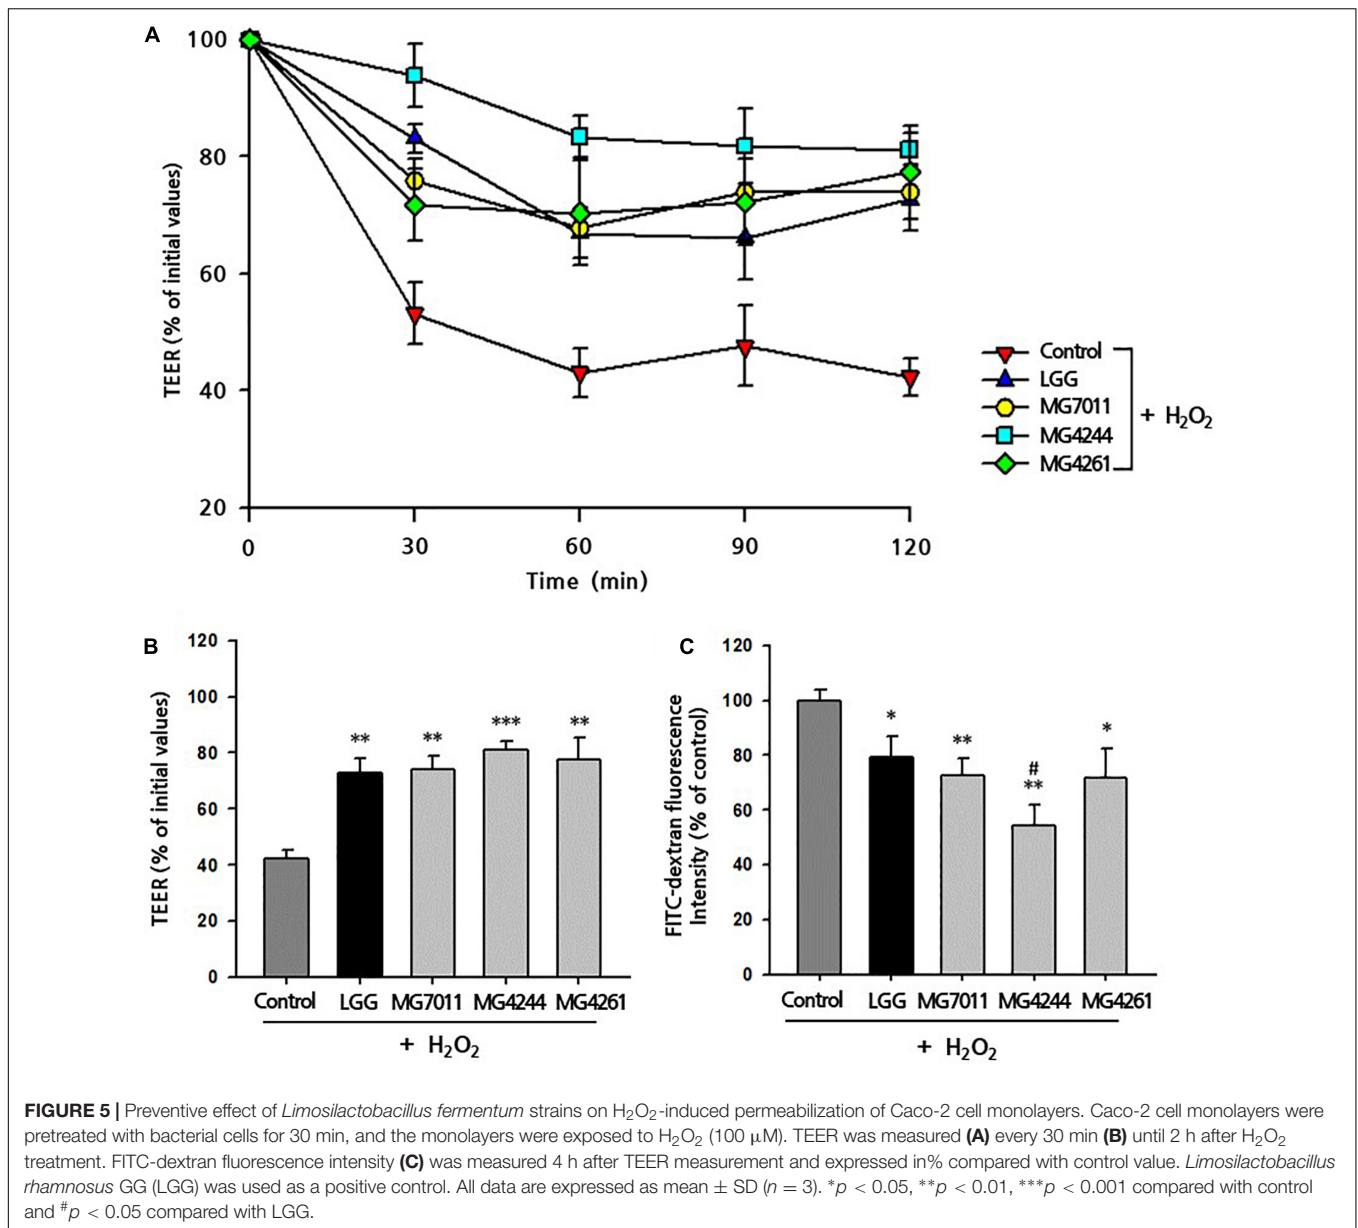 A
100
80
60
40
20
TEER (% of initial values)
0 30 60 90 120
Time (min)
Control
LGG
MG7011
MG4244
MG4261
+ H₂O₂
B
120
100
80
60
40
20
0
TEER (% of initial values)
** ** *** **
Control LGG MG7011 MG4244 MG4261
+ H₂O₂
C
120
100
80
60
40
20
0
FITC-dextran fluorescence
Intensity (% of control)
* ** # ** *
Control LGG MG7011 MG4244 MG4261
+ H₂O₂
FIGURE 5 | Preventive effect of Limosilactobacillus fermentum strains on H₂O₂-induced permeabilization of Caco-2 cell monolayers. Caco-2 cell monolayers were
pretreated with bacterial cells for 30 min, and the monolayers were exposed to H₂O₂ (100 μM). TEER was measured (A) every 30 min (B) until 2 h after H₂O₂
treatment. FITC-dextran fluorescence intensity (C) was measured 4 h after TEER measurement and expressed in% compared with control value. Limosilactobacillus
rhamnosus GG (LGG) was used as a positive control. All data are expressed as mean ± SD (n = 3). *p < 0.05, **p < 0.01, ***p < 0.001 compared with control
and #p < 0.05 compared with LGG.